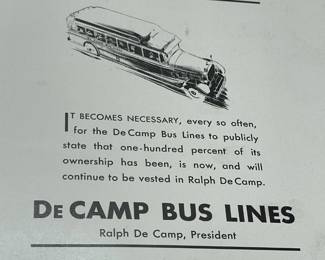 IT BECOMES NECESSARY, every so often,
for the De Camp Bus Lines to publicly
state that one-hundred percent of its
ownership has been, is now, and will
continue to be vested in Ralph De Camp.
DE CAMP BUS LINES
Ralph De Camp, President